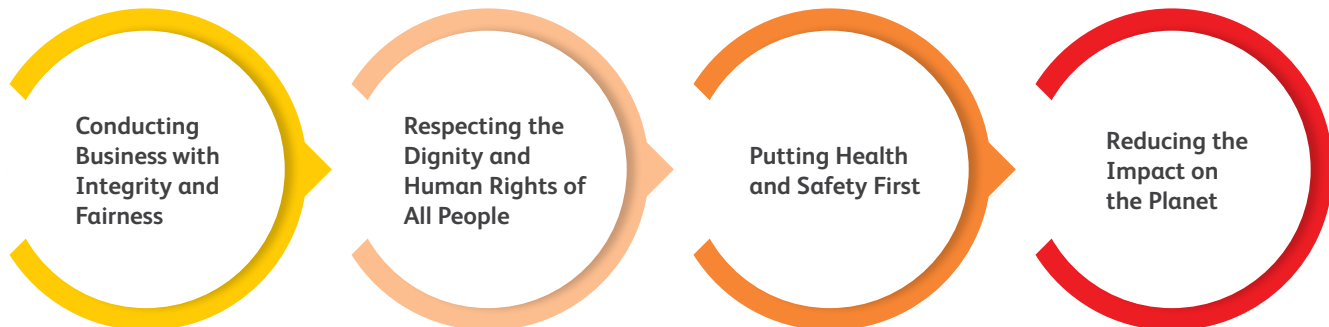 Conducting
Business with
Integrity and
Fairness
Respecting the
Dignity and
Human Rights of
All People
Putting Health
and Safety First
Reducing the
Impact on
the Planet